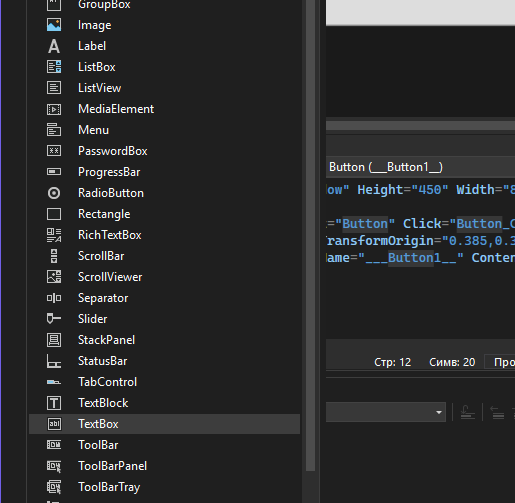 GroupBox
Image
Label
ListBox
ListView
MediaElement
Menu
PasswordBox
ProgressBar
RadioButton
Rectangle
RichTextBox
ScrollBar
ScrollViewer
Separator
Slider
StackPanel
StatusBar
TabControl
TextBlock
TextBox
ToolBar
ToolBarPanel
ToolBarTray
Button (___Button1__)
ow" Height="450" Width="8
="Button" Click="Button_C
TransformOrigin="0.385,0.3
Name="___Button1__" Conten
Стр: 12 Симв: 20 Про